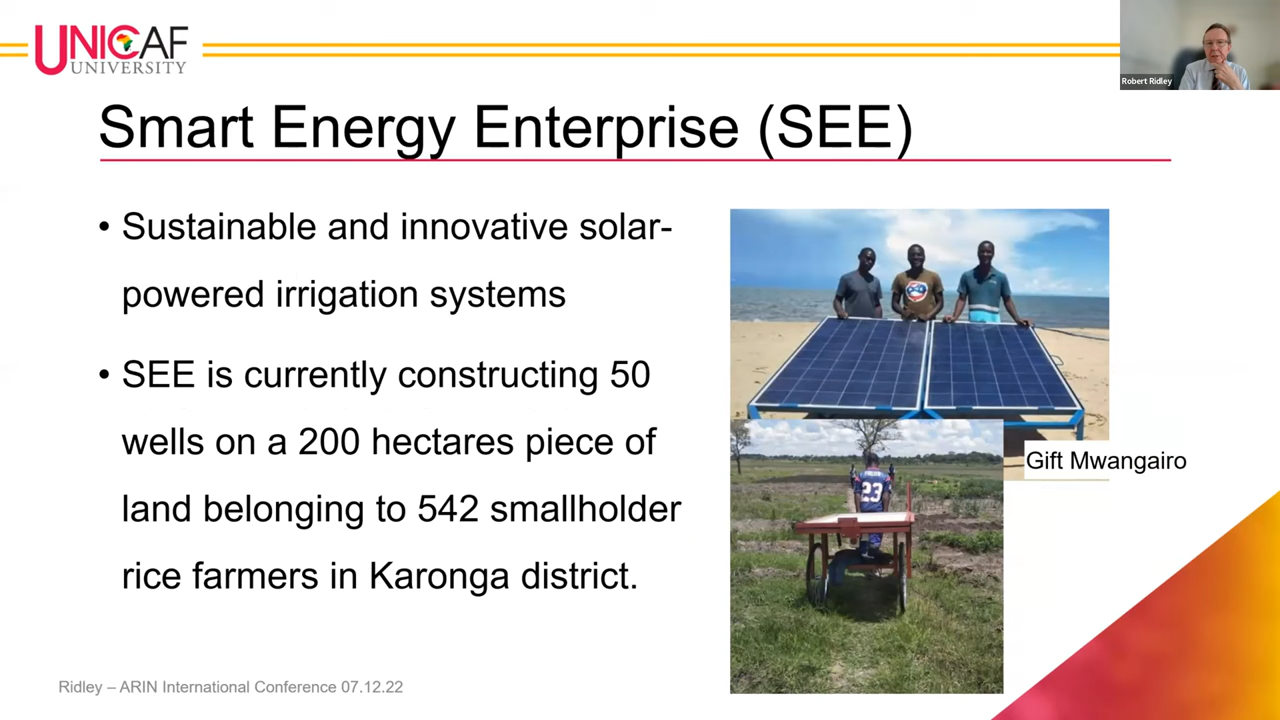 UNICAF
UNIVERSITY
Robert Ridley
Smart Energy Enterprise (SEE)
• Sustainable and innovative solar-
powered irrigation systems
• SEE is currently constructing 50
wells on a 200 hectares piece of
land belonging to 542 smallholder
rice farmers in Karonga district.
Gift Mwangairo
23
Ridley – ARIN International Conference 07.12.22